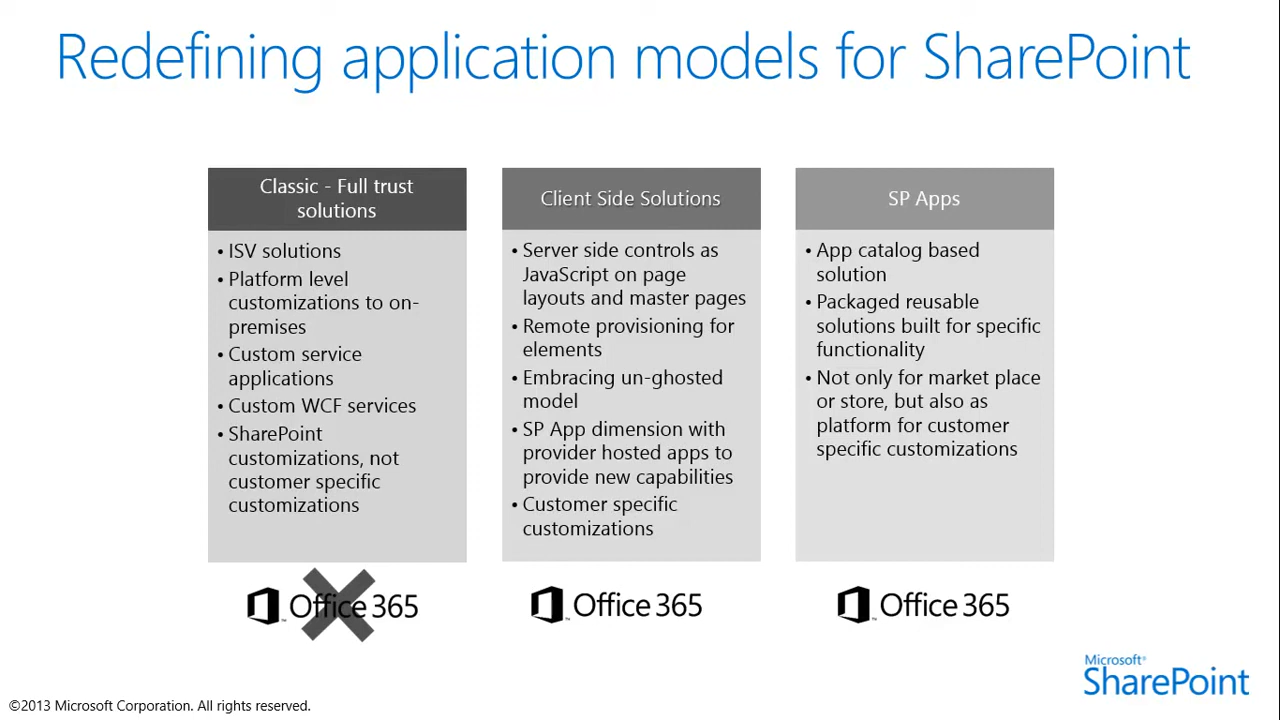 Redefining application models for SharePoint
Classic - Full trust
solutions
• ISV solutions
• Platform level
customizations to on-
premises
• Custom service
applications
• Custom WCF services
• SharePoint
customizations, not
customer specific
customizations
Office 365
Client Side Solutions
• Server side controls as
JavaScript on page
layouts and master pages
• Remote provisioning for
elements
• Embracing un-ghosted
model
• SP App dimension with
provider hosted apps to
provide new capabilities
• Customer specific
customizations
Office 365
SP Apps
• App catalog based
solution
• Packaged reusable
solutions built for specific
functionality
• Not only for market place
or store, but also as
platform for customer
specific customizations
Office 365
Microsoft®
SharePoint
©2013 Microsoft Corporation. All rights reserved.